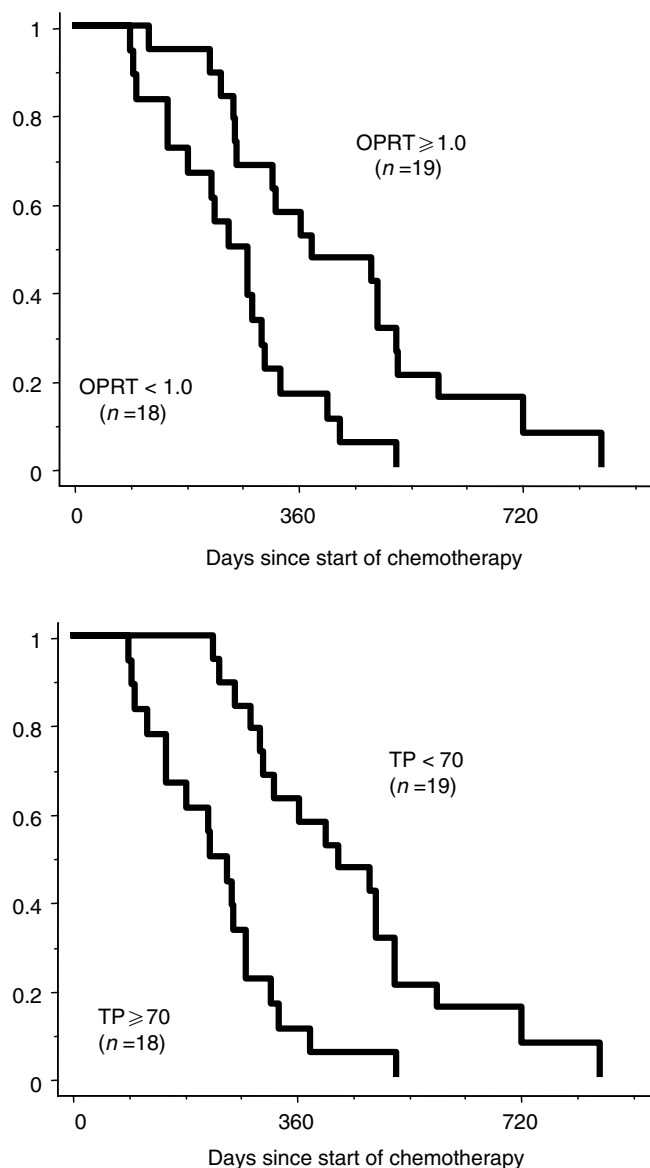 1
0.8
OPRT ⩾ 1.0
(n =19)
0.6
0.4
0.2
OPRT < 1.0
(n =18)
0
0 360 720
Days since start of chemotherapy
1
0.8
TP < 70
(n =19)
0.6
0.4
0.2
TP ⩾ 70
(n =18)
0
0 360 720
Days since start of chemotherapy